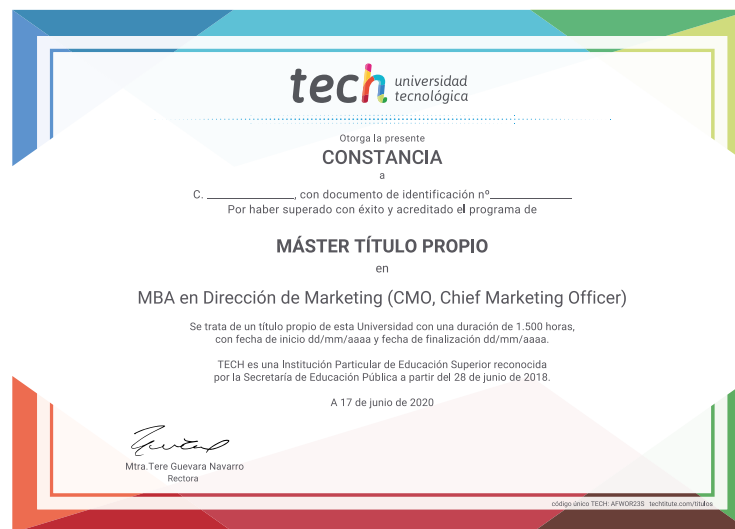 tech universidad
tecnológica
Otorga la presente
CONSTANCIA
a
C. ______________, con documento de identificación nº_____________
Por haber superado con éxito y acreditado el programa de
MÁSTER TÍTULO PROPIO
en
MBA en Dirección de Marketing (CMO, Chief Marketing Officer)
Se trata de un título propio de esta Universidad con una duración de 1.500 horas,
con fecha de inicio dd/mm/aaaa y fecha de finalización dd/mm/aaaa.
TECH es una Institución Particular de Educación Superior reconocida
por la Secretaría de Educación Pública a partir del 28 de junio de 2018.
A 17 de junio de 2020
Mtra.Tere Guevara Navarro
Rectora
código único TECH: AFWOR23S techtitute.com/titulos